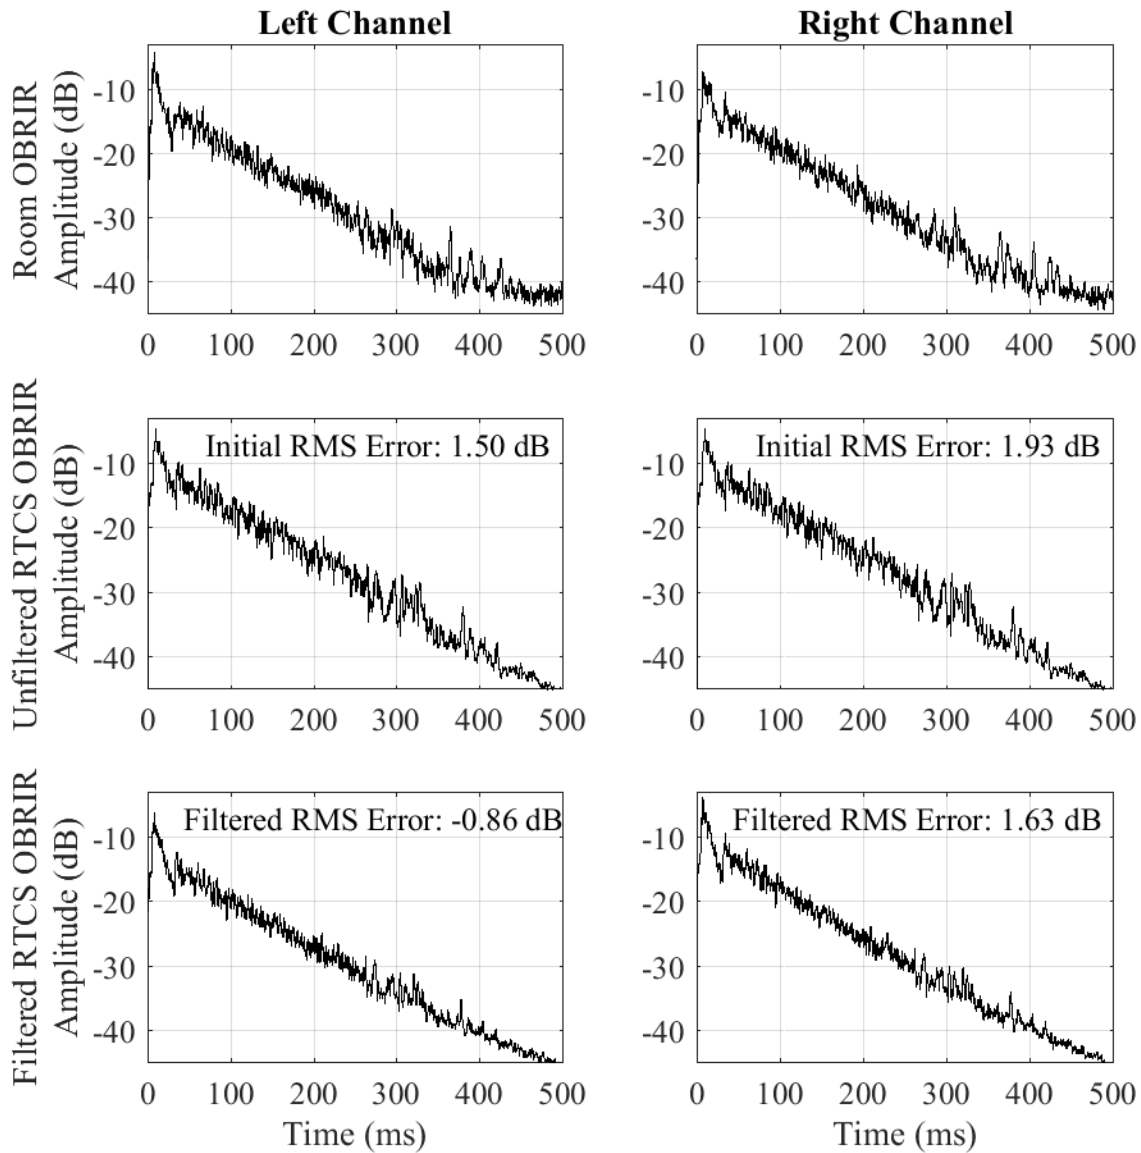 Left Channel
Right Channel
Room OBRIR
Amplitude (dB)
-10
-20
-30
-40
0 100 200 300 400 500
-10
-20
-30
-40
0 100 200 300 400 500
Unfiltered RTCS OBRIR
Amplitude (dB)
Initial RMS Error: 1.50 dB
-10
-20
-30
-40
0 100 200 300 400 500
Initial RMS Error: 1.93 dB
-10
-20
-30
-40
0 100 200 300 400 500
Filtered RTCS OBRIR
Amplitude (dB)
Filtered RMS Error: -0.86 dB
-10
-20
-30
-40
0 100 200 300 400 500
Time (ms)
Filtered RMS Error: 1.63 dB
-10
-20
-30
-40
0 100 200 300 400 500
Time (ms)